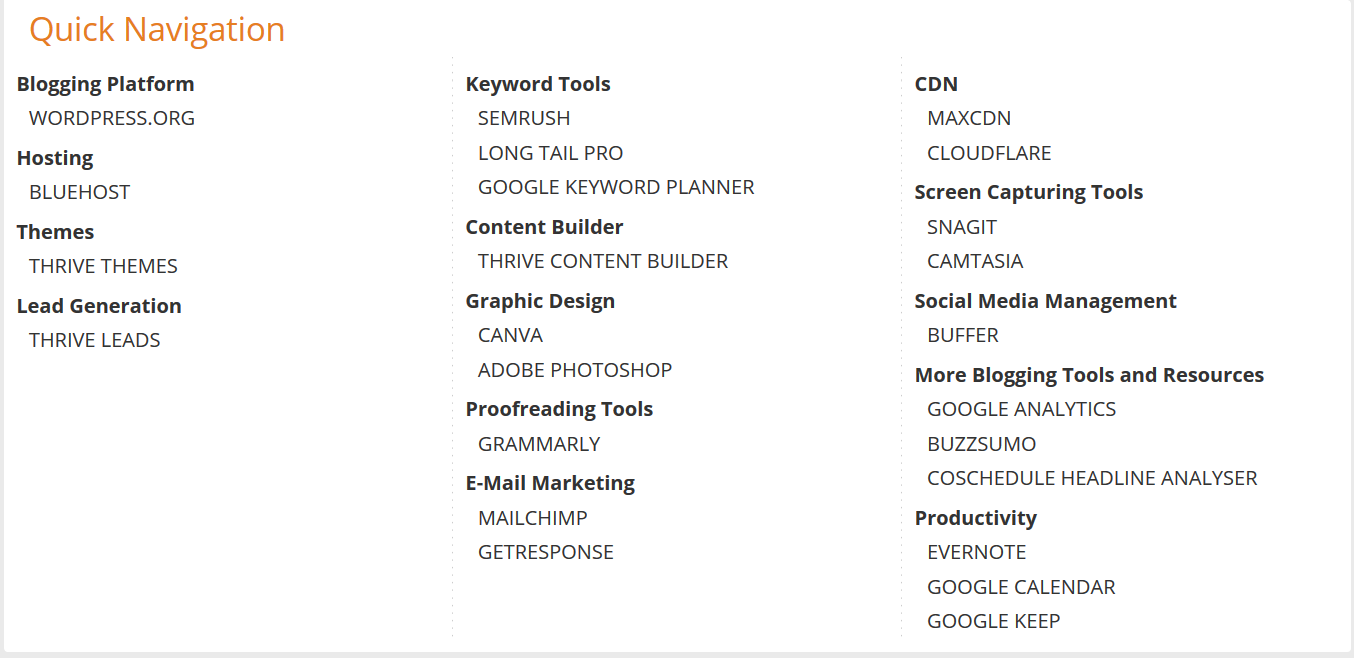 Quick Navigation
Blogging Platform
WORDPRESS.ORG
Hosting
BLUEHOST
Themes
THRIVE THEMES
Lead Generation
THRIVE LEADS
Keyword Tools
SEMRUSH
LONG TAIL PRO
GOOGLE KEYWORD PLANNER
Content Builder
THRIVE CONTENT BUILDER
Graphic Design
CANVA
ADOBE PHOTOSHOP
Proofreading Tools
GRAMMARLY
E-Mail Marketing
MAILCHIMP
GETRESPONSE
CDN
MAXCDN
CLOUDFLARE
Screen Capturing Tools
SNAGIT
CAMTASIA
Social Media Management
BUFFER
More Blogging Tools and Resources
GOOGLE ANALYTICS
BUZZSUMO
COSCHEDULE HEADLINE ANALYSER
Productivity
EVERNOTE
GOOGLE CALENDAR
GOOGLE KEEP